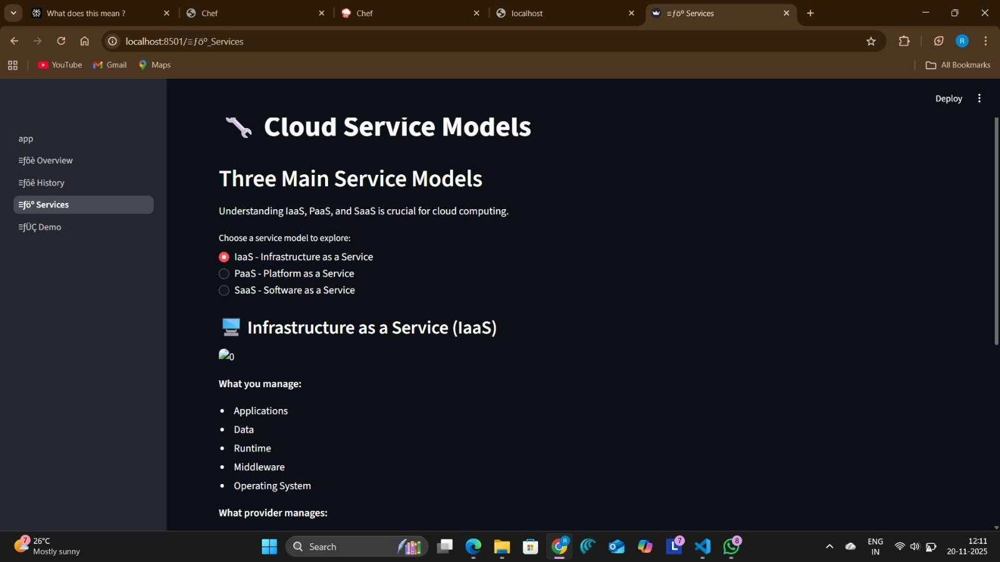 What does this mean ?
Chef
Chef
localhost
≡ƒöº Services
localhost:8501/≡ƒöº_Services
R
YouTube
Gmail
Maps
All Bookmarks
Deploy
app
≡ƒôè Overview
≡ƒôê History
≡ƒöº Services
≡ƒÜÇ Demo
Cloud Service Models
Three Main Service Models
Understanding IaaS, PaaS, and SaaS is crucial for cloud computing.
Choose a service model to explore:
IaaS - Infrastructure as a Service
PaaS - Platform as a Service
SaaS - Software as a Service
Infrastructure as a Service (IaaS)
0
What you manage:
• Applications
• Data
• Runtime
• Middleware
• Operating System
What provider manages:
7
26°C
Mostly sunny
Search
R
L
7
8
ENG
IN
12:11
20-11-2025